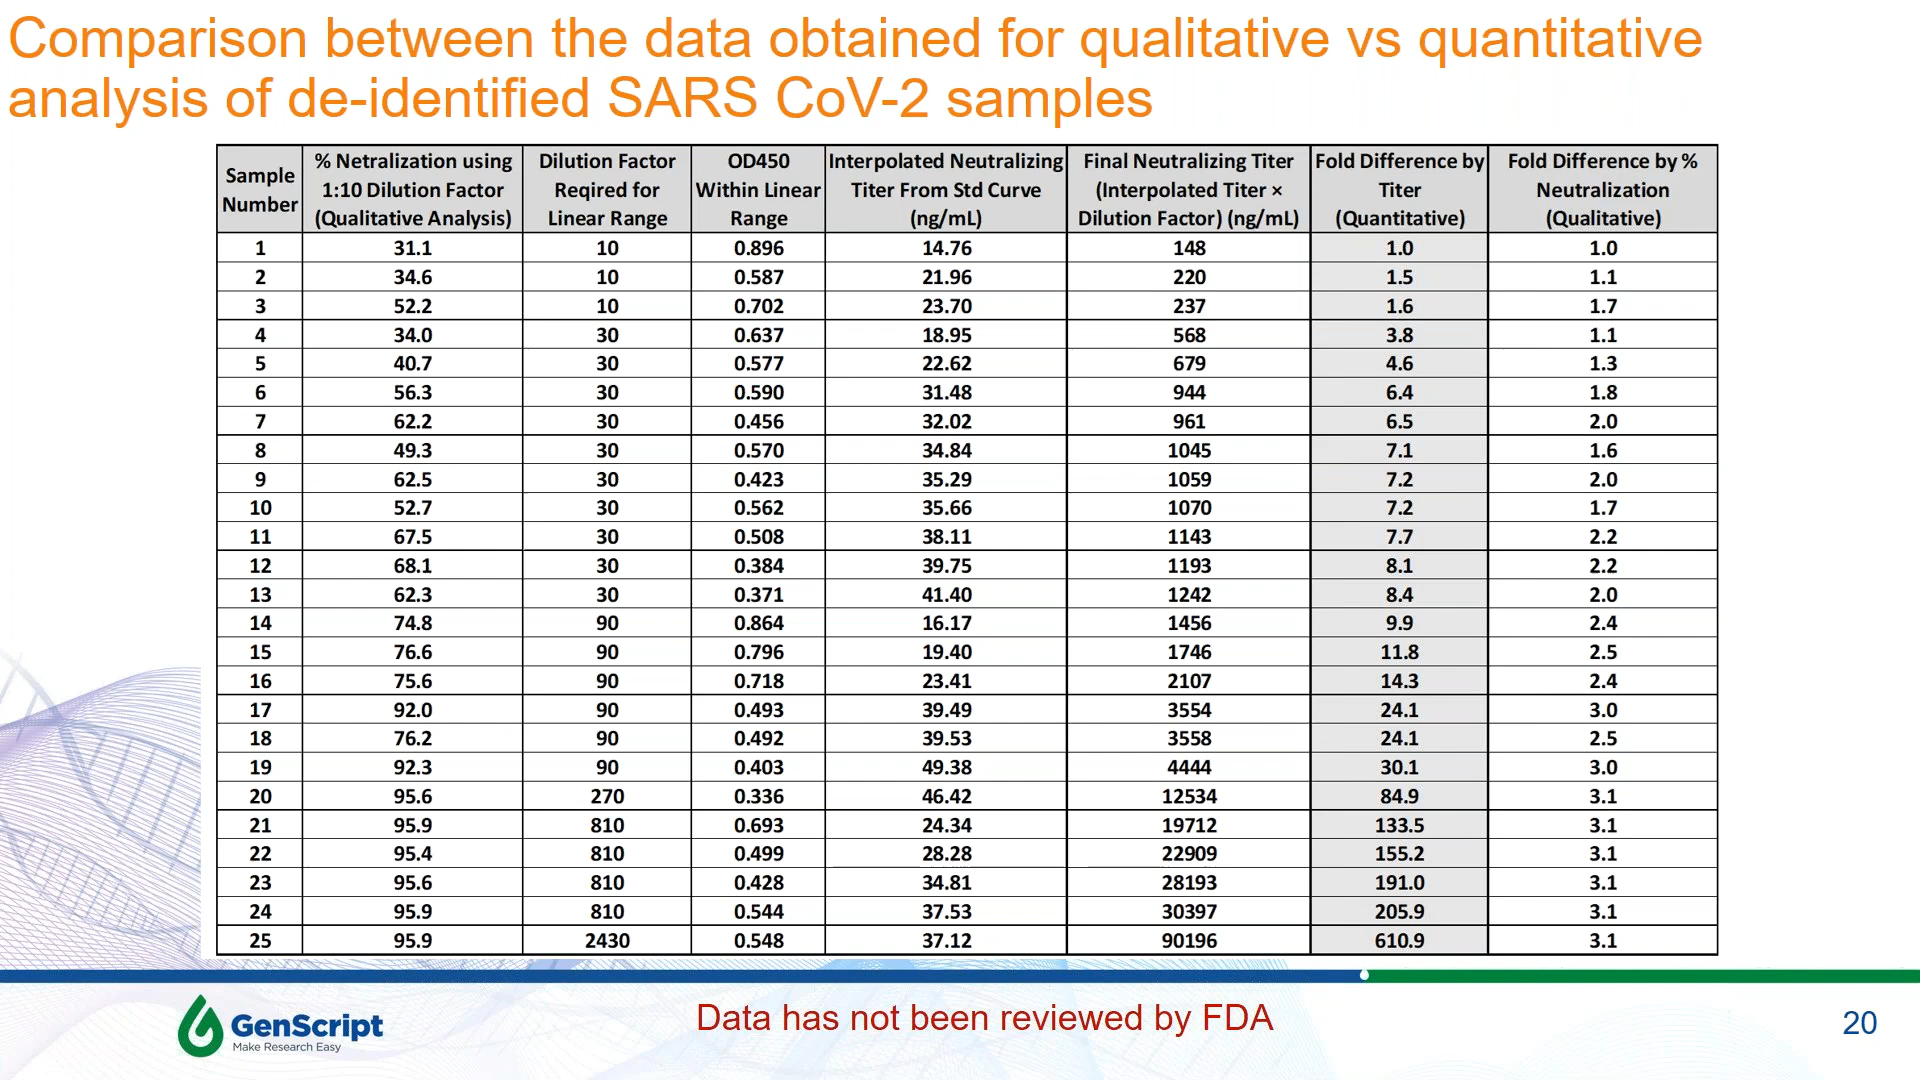 Comparison between the data obtained for qualitative vs quantitative
analysis of de-identified SARS CoV-2 samples
Sample Number | % Netralization using 1:10 Dilution Factor (Qualitative Analysis) | Dilution Factor Reqired for Linear Range | OD450 Within Linear Range | Interpolated Neutralizing Titer From Std Curve (ng/mL) | Final Neutralizing Titer (Interpolated Titer × Dilution Factor) (ng/mL) | Fold Difference by Titer (Quantitative) | Fold Difference by % Neutralization (Qualitative)
1 31.1 10 0.896 14.76 148 1.0 1.0
2 34.6 10 0.587 21.96 220 1.5 1.1
3 52.2 10 0.702 23.70 237 1.6 1.7
4 34.0 30 0.637 18.95 568 3.8 1.1
5 40.7 30 0.577 22.62 679 4.6 1.3
6 56.3 30 0.590 31.48 944 6.4 1.8
7 62.2 30 0.456 32.02 961 6.5 2.0
8 49.3 30 0.570 34.84 1045 7.1 1.6
9 62.5 30 0.423 35.29 1059 7.2 2.0
10 52.7 30 0.562 35.66 1070 7.2 1.7
11 67.5 30 0.508 38.11 1143 7.7 2.2
12 68.1 30 0.384 39.75 1193 8.1 2.2
13 62.3 30 0.371 41.40 1242 8.4 2.0
14 74.8 90 0.864 16.17 1456 9.9 2.4
15 76.6 90 0.796 19.40 1746 11.8 2.5
16 75.6 90 0.718 23.41 2107 14.3 2.4
17 92.0 90 0.493 39.49 3554 24.1 3.0
18 76.2 90 0.492 39.53 3558 24.1 2.5
19 92.3 90 0.403 49.38 4444 30.1 3.0
20 95.6 270 0.336 46.42 12534 84.9 3.1
21 95.9 810 0.693 24.34 19712 133.5 3.1
22 95.4 810 0.499 28.28 22909 155.2 3.1
23 95.6 810 0.428 34.81 28193 191.0 3.1
24 95.9 810 0.544 37.53 30397 205.9 3.1
25 95.9 2430 0.548 37.12 90196 610.9 3.1
GenScript
Make Research Easy
Data has not been reviewed by FDA
20